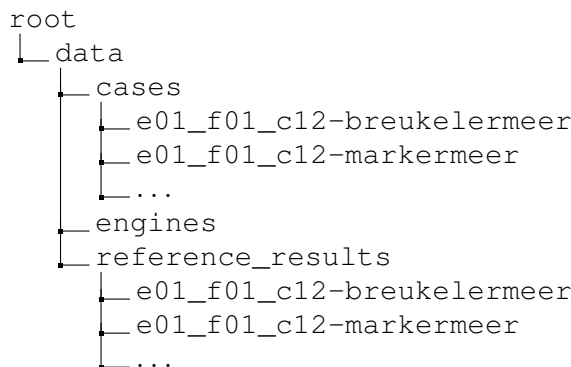 root
data
cases
e01_f01_c12-breukelermeer
e01_f01_c12-markermeer
...
engines
reference_results
e01_f01_c12-breukelermeer
e01_f01_c12-markermeer
...